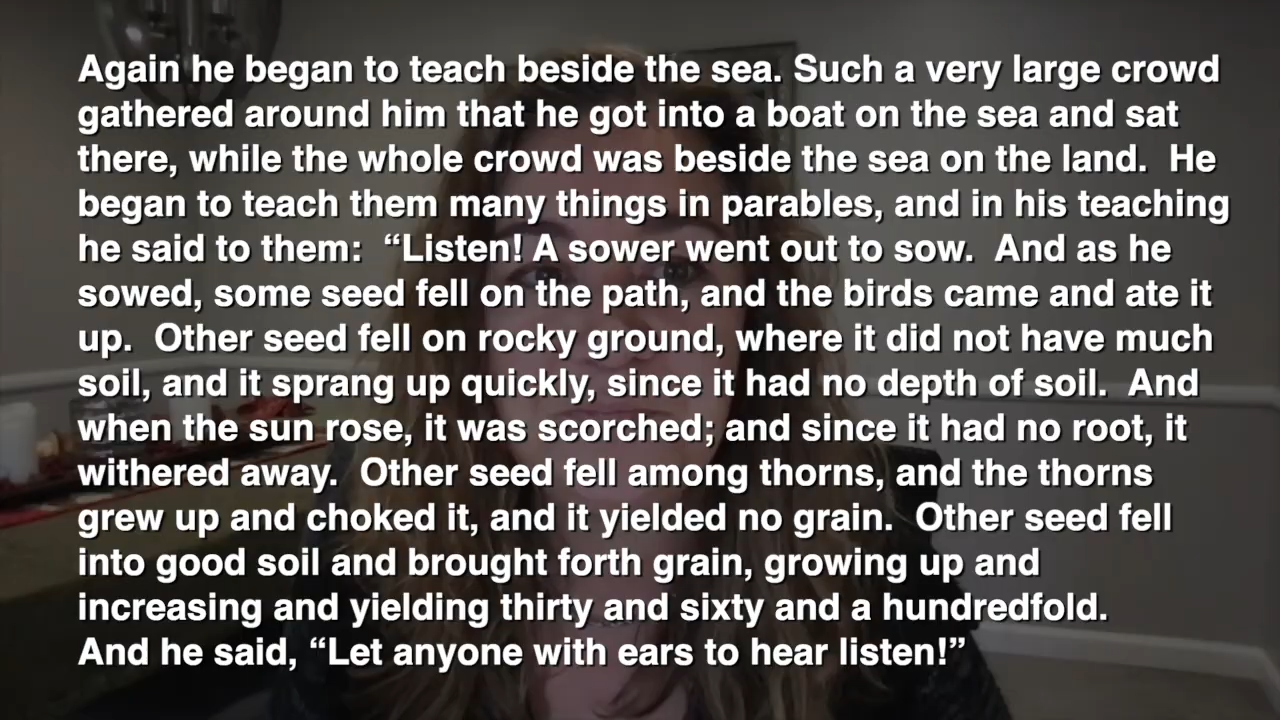 Again he began to teach beside the sea. Such a very large crowd
gathered around him that he got into a boat on the sea and sat
there, while the whole crowd was beside the sea on the land.  He
began to teach them many things in parables, and in his teaching
he said to them:  “Listen! A sower went out to sow.  And as he
sowed, some seed fell on the path, and the birds came and ate it
up.  Other seed fell on rocky ground, where it did not have much
soil, and it sprang up quickly, since it had no depth of soil.  And
when the sun rose, it was scorched; and since it had no root, it
withered away.  Other seed fell among thorns, and the thorns
grew up and choked it, and it yielded no grain.  Other seed fell
into good soil and brought forth grain, growing up and
increasing and yielding thirty and sixty and a hundredfold.
And he said, “Let anyone with ears to hear listen!”